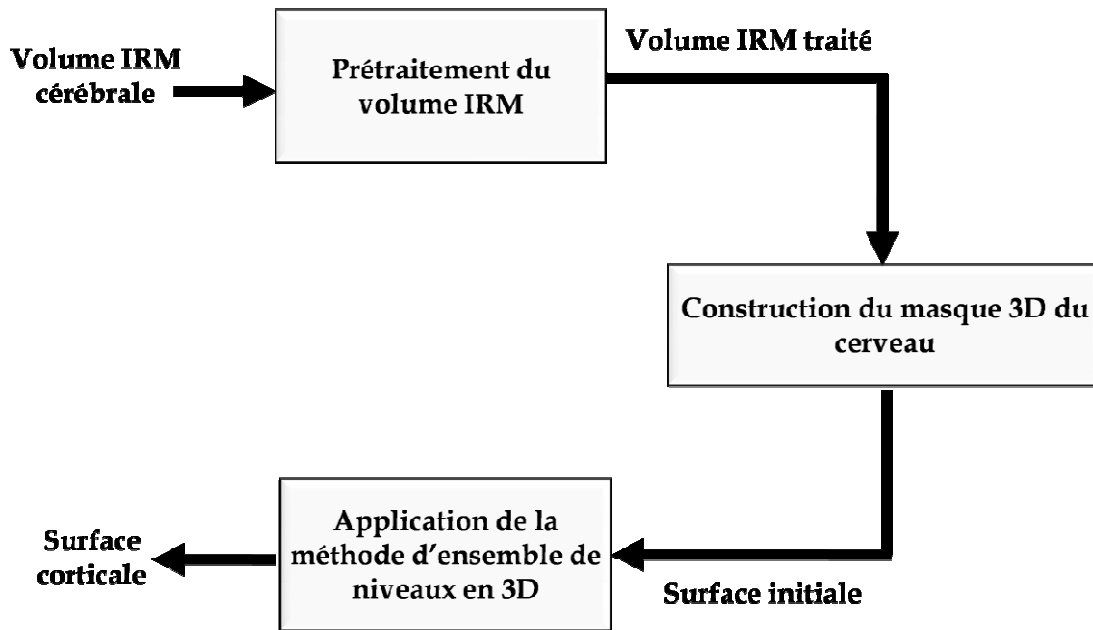 Volume IRM
cérébrale
Prétraitement du
volume IRM
Volume IRM traité
Construction du masque 3D du
cerveau
Surface initiale
Application de la
méthode d'ensemble de
niveaux en 3D
Surface
corticale